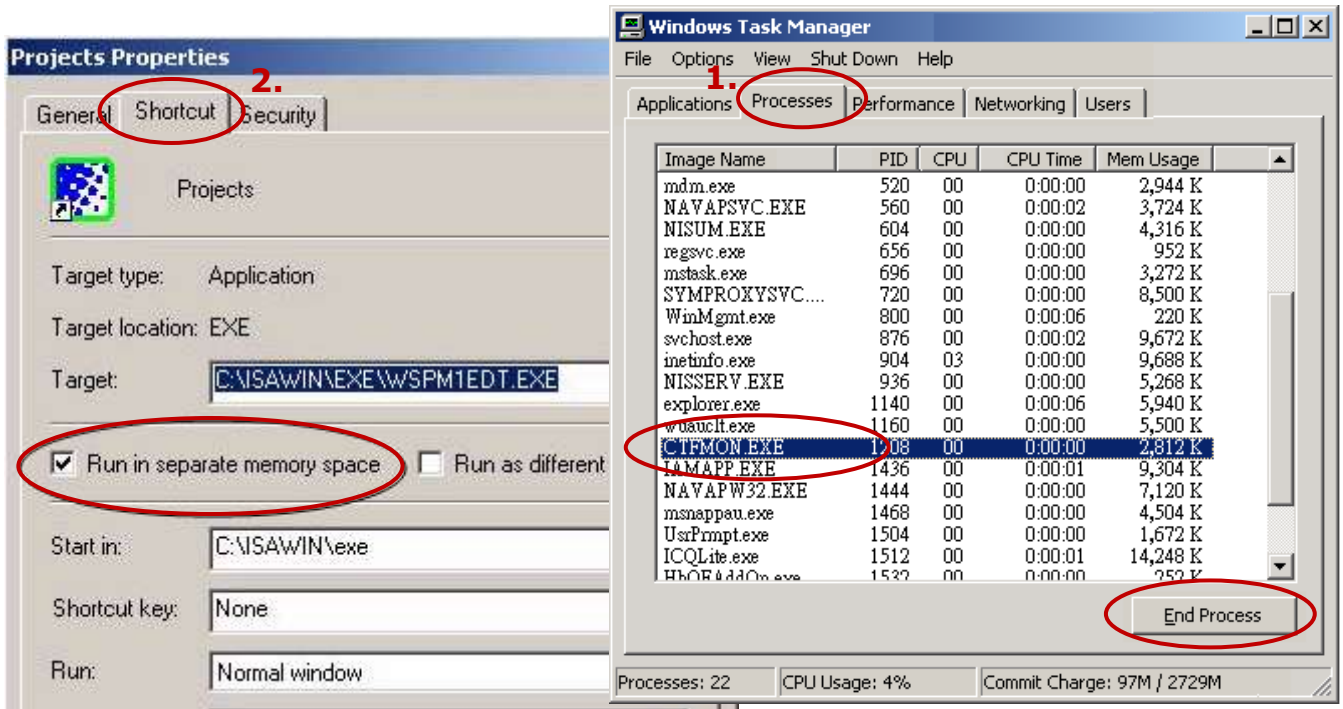 Projects Properties
2.
General Shortcut Security
Projects
Target type: Application
Target location: EXE
Target: C:\ISAWIN\EXE\WSPM1EDT.EXE
Run in separate memory space Run as different
Start in: C:\ISAWIN\exe
Shortcut key: None
Run: Normal window
Windows Task Manager
File Options View Shut Down Help
1.
Applications Processes Performance Networking Users
Image Name PID CPU CPU Time Mem Usage
mdm.exe 520 00 0:00:00 2,944 K
NAVAPSVC.EXE 560 00 0:00:02 3,724 K
NISUM.EXE 604 00 0:00:00 4,316 K
regsvc.exe 656 00 0:00:00 952 K
mstask.exe 696 00 0:00:00 3,272 K
SYMPROXYSVC.... 720 00 0:00:00 8,500 K
WinMgmt.exe 800 00 0:00:06 220 K
svchost.exe 876 00 0:00:02 9,672 K
inetinfo.exe 904 03 0:00:00 9,688 K
NISSERV.EXE 936 00 0:00:00 5,268 K
explorer.exe 1140 00 0:00:06 5,940 K
wuauclt.exe 1160 00 0:00:00 5,500 K
CTFMON.EXE 1208 00 0:00:00 2,812 K
IAMAPP.EXE 1436 00 0:00:01 9,304 K
NAVAPW32.EXE 1444 00 0:00:00 7,120 K
msnappau.exe 1468 00 0:00:00 4,504 K
UsrPrmpt.exe 1504 00 0:00:00 1,672 K
ICQLite.exe 1512 00 0:00:01 14,248 K
1532 00 0:00:00 252 K
End Process
Processes: 22 CPU Usage: 4% Commit Charge: 97M / 2729M